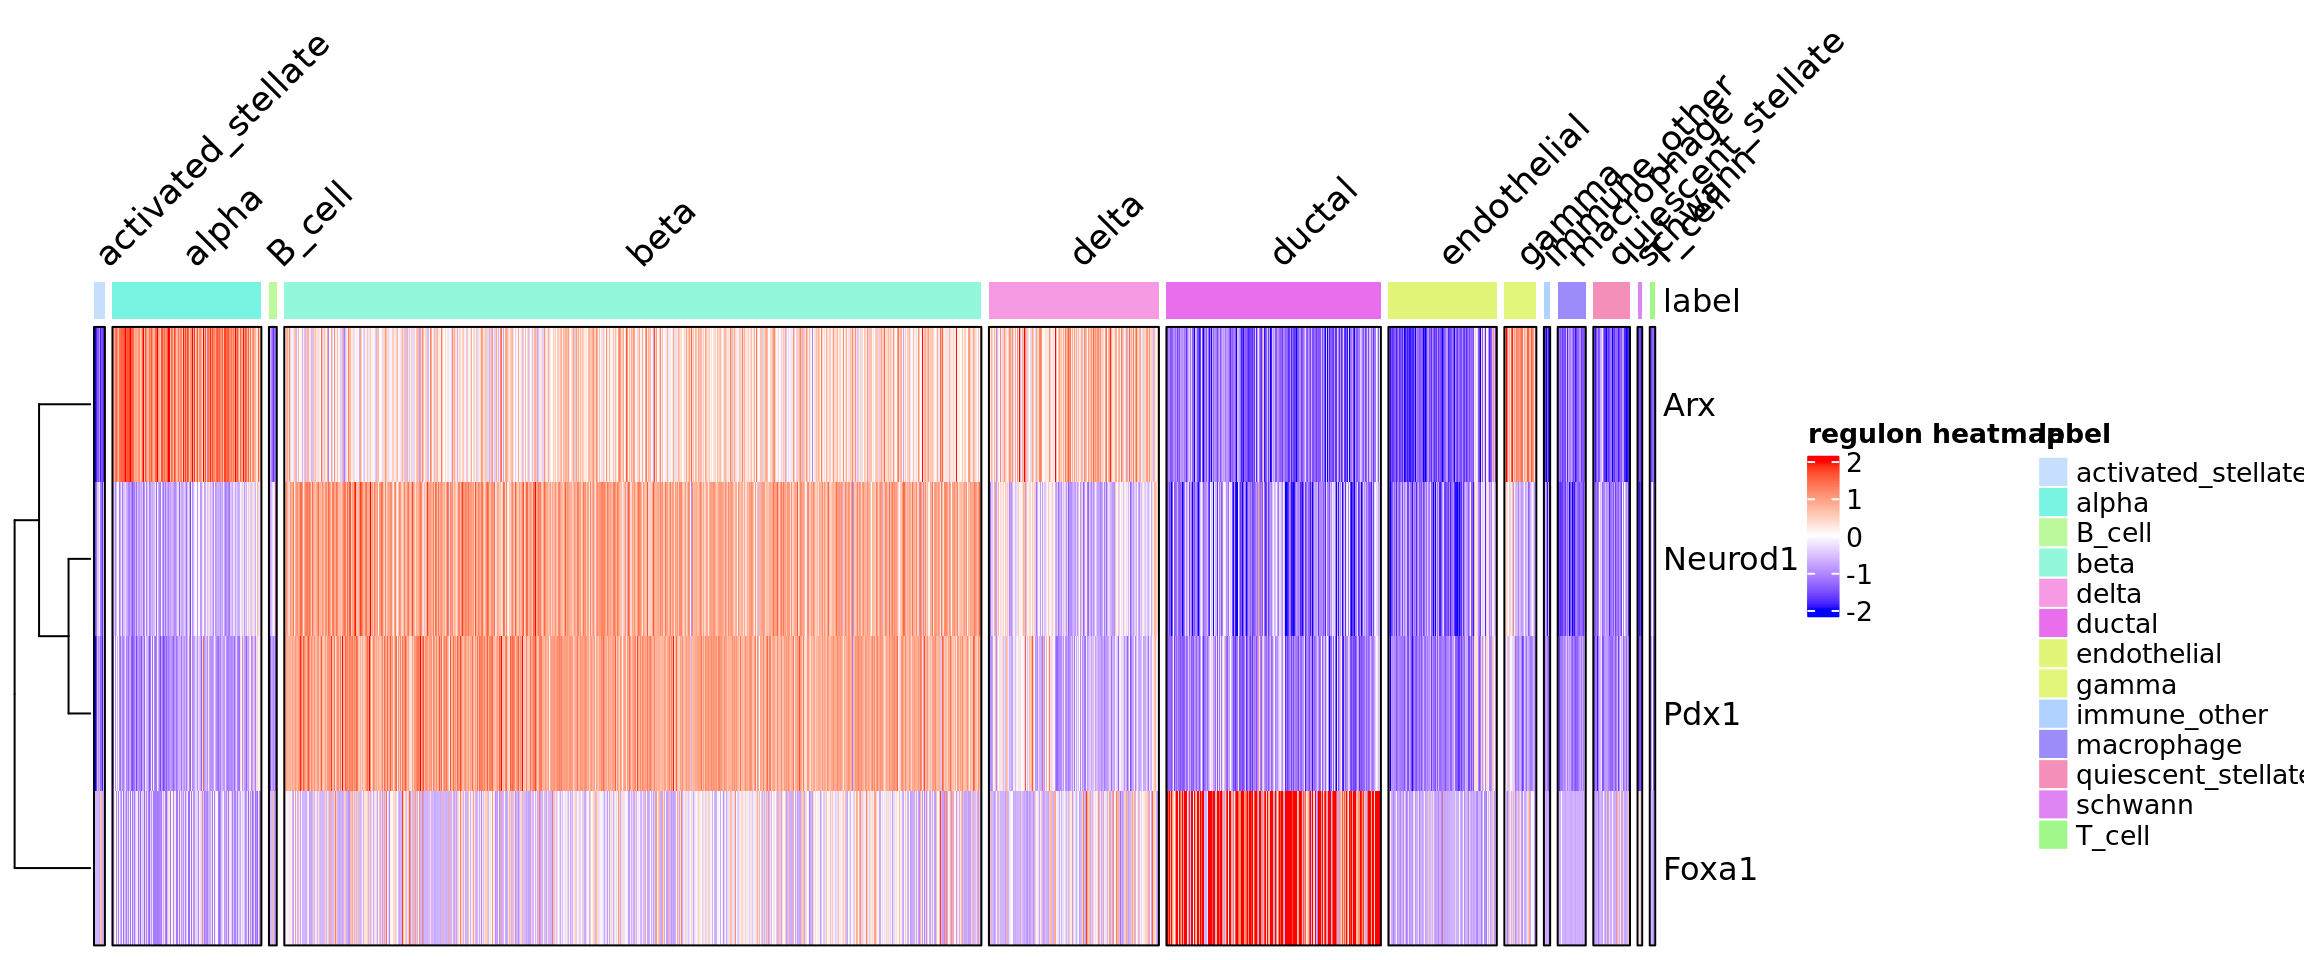 activated_stellate
alpha
B_cell
beta
delta
ductal
endothelial
gamma
immune_other
macrophage
quiescent_stellate
schwann
T_cell
label
Arx
Neurod1
Pdx1
Foxa1
regulon heatmap
2
1
0
-1
-2
label
activated_stellate
alpha
B_cell
beta
delta
ductal
endothelial
gamma
immune_other
macrophage
quiescent_stellate
schwann
T_cell